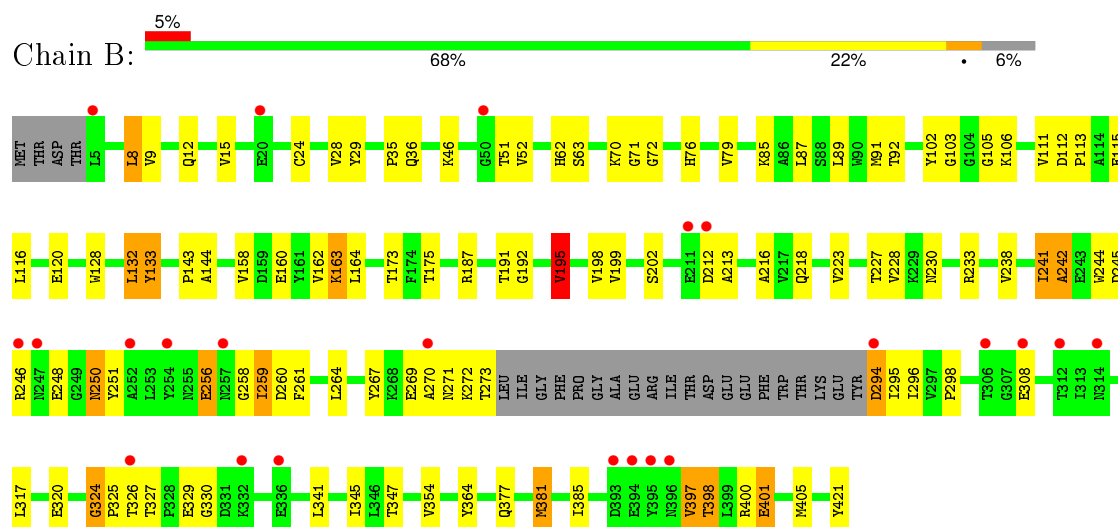 5%
Chain B:
68% 22% • 6%
MET THR ASP THR L5 L8 V9 Q12 V15 E20 C24 V28 Y29 P35 Q36 K46 G50 T51 V52 H62 S63 K70 G71 G72 H76 V79 K85 A86 L87 S88 L89 W90 M91 T92 Y102 G103 G104 G105 K106 V111 D112 P113 A114 E115
L116 E120 W128 L132 Y133 P143 A144 V158 D159 E160 Y161 V162 K163 L164 T173 F174 T175 R187 T191 G192 V195 V198 V199 S202 E211 D212 A213 A216 V217 Q218 V223 T227 V228 K229 N230 R233 V238 I241 A242 E243 W244 D245
R246 N247 E248 G249 N250 Y251 A252 L253 Y254 N255 E256 N257 G258 I259 D260 F261 L264 Y267 K268 E269 A270 N271 K272 T273 LEU ILE GLY PHE PRO GLY ALA GLU ARG ILE THR ASP GLU GLU PHE TRP THR LYS GLU TYR D294 I295 I296 V297 P298 T306 G307 E308 T312 I313 N314
L317 E320 G324 P325 T326 T327 P328 E329 G330 D331 K332 E336 L341 I345 L346 T347 V354 Y364 Q377 M381 I385 D393 E394 Y395 N396 V397 T398 L399 R400 E401 M405 Y421